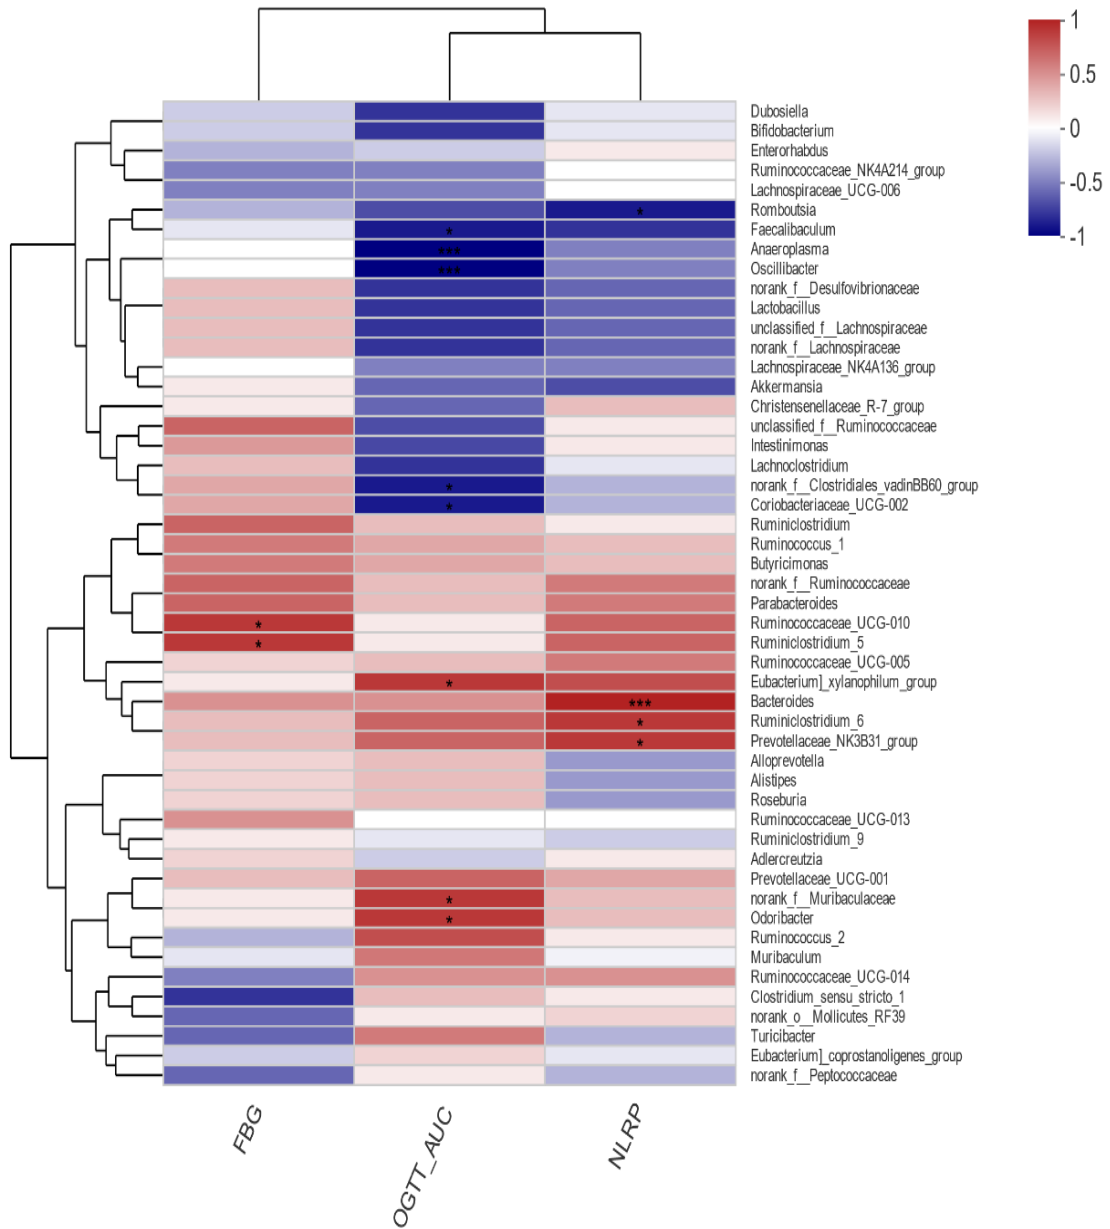 1
0.5
0
-0.5
-1
Dubosiella
Bifidobacterium
Enterorhabdus
Ruminococcaceae_NK4A214_group
Lachnospiraceae_UCG-006
*
Romboutsia
*
Faecalibaculum
***
Anaeroplasma
***
Oscillibacter
norank_f__Desulfovibrionaceae
Lactobacillus
unclassified_f__Lachnospiraceae
norank_f__Lachnospiraceae
Lachnospiraceae_NK4A136_group
Akkermansia
Christensenellaceae_R-7_group
unclassified_f__Ruminococcaceae
Intestinimonas
Lachnoclostridium
*
norank_f__Clostridiales_vadinBB60_group
*
Coriobacteriaceae_UCG-002
Ruminiclostridium
Ruminococcus_1
Butyricimonas
norank_f__Ruminococcaceae
Parabacteroides
*
Ruminococcaceae_UCG-010
*
Ruminiclostridium_5
Ruminococcaceae_UCG-005
*
Eubacterium]_xylanophilum_group
***
Bacteroides
*
Ruminiclostridium_6
*
Prevotellaceae_NK3B31_group
Alloprevotella
Alistipes
Roseburia
Ruminococcaceae_UCG-013
Ruminiclostridium_9
Adlercreutzia
Prevotellaceae_UCG-001
*
norank_f__Muribaculaceae
*
Odoribacter
Ruminococcus_2
Muribaculum
Ruminococcaceae_UCG-014
Clostridium_sensu_stricto_1
norank_o__Mollicutes_RF39
Turicibacter
Eubacterium]_coprostanoligenes_group
norank_f__Peptococcaceae
FBG
OGTT_AUC
NLRP